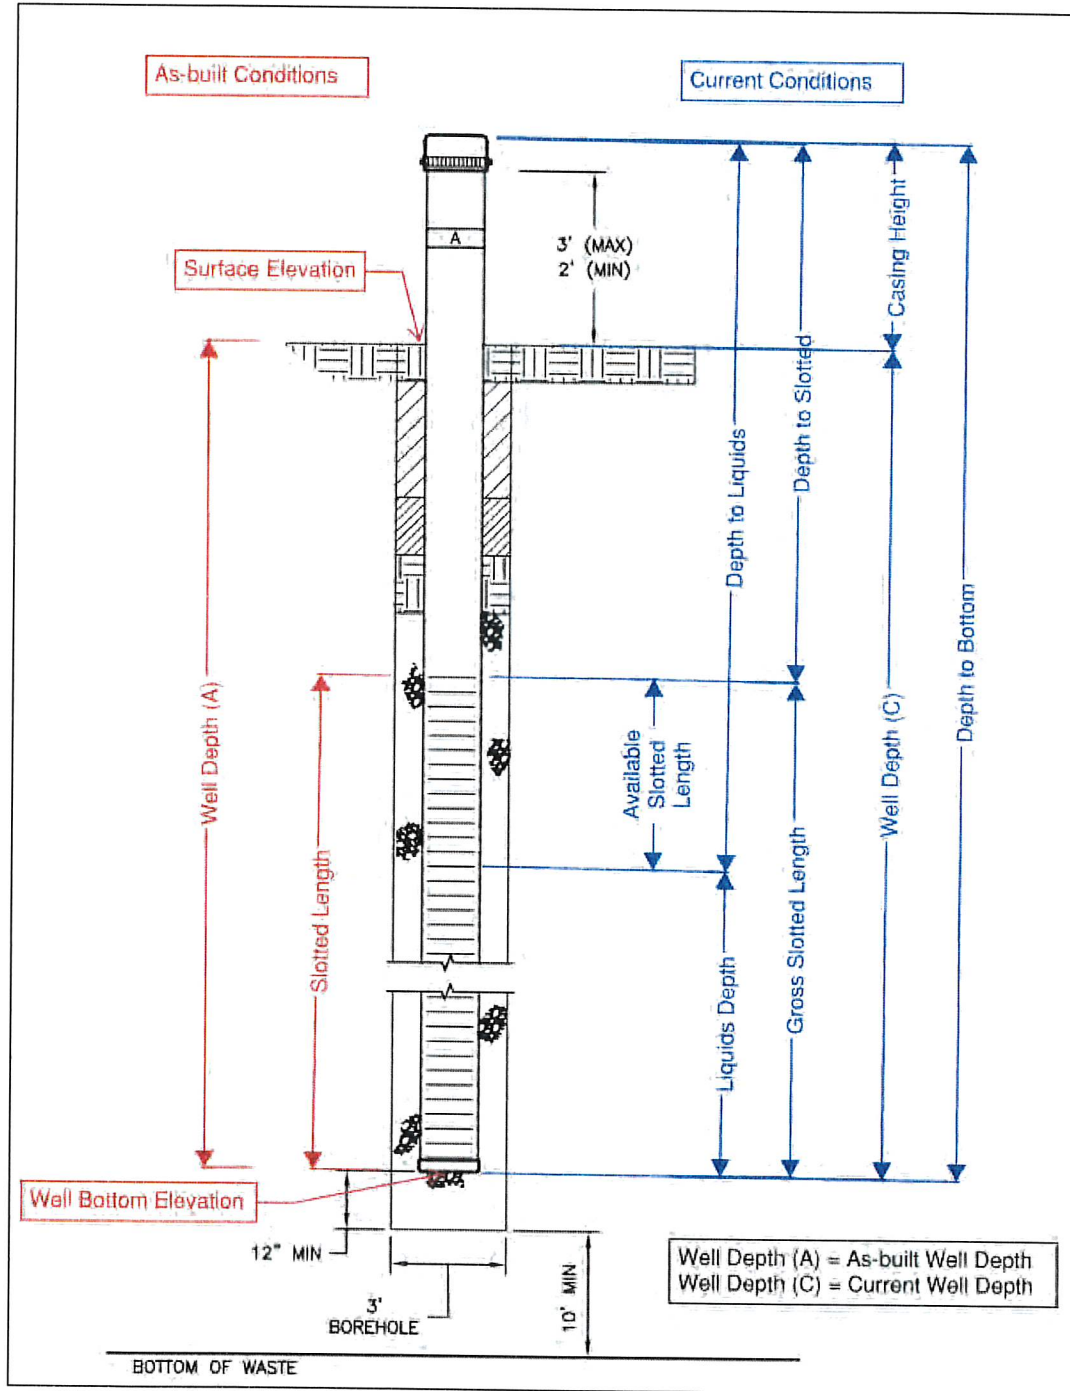 As-built Conditions
Current Conditions
A
3' (MAX)
2' (MIN)
Surface Elevation
Casing Height
Depth to Slotted
Depth to Liquids
Depth to Bottom
Well Depth (A)
Well Depth (C)
Available
Slotted
Length
Slotted Length
Gross Slotted Length
Liquids Depth
Well Bottom Elevation
12" MIN
3'
BOREHOLE
10' MIN
Well Depth (A) = As-built Well Depth
Well Depth (C) = Current Well Depth
BOTTOM OF WASTE